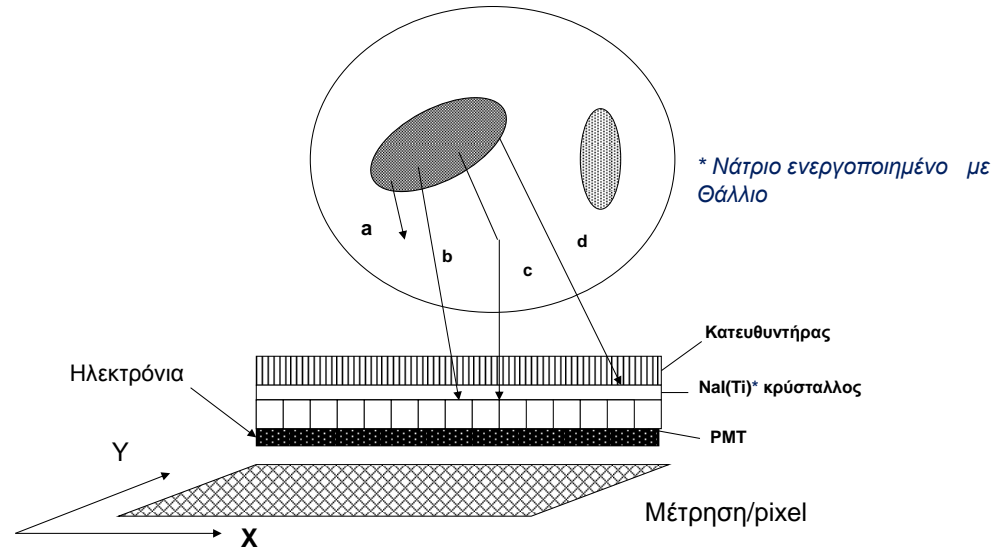 * Νάτριο ενεργοποιημένο με
Θάλλιο
a
b
c
d
Κατευθυντήρας
Ηλεκτρόνια
NaI(Ti)* κρύσταλλος
PMT
Y
X
Μέτρηση/pixel